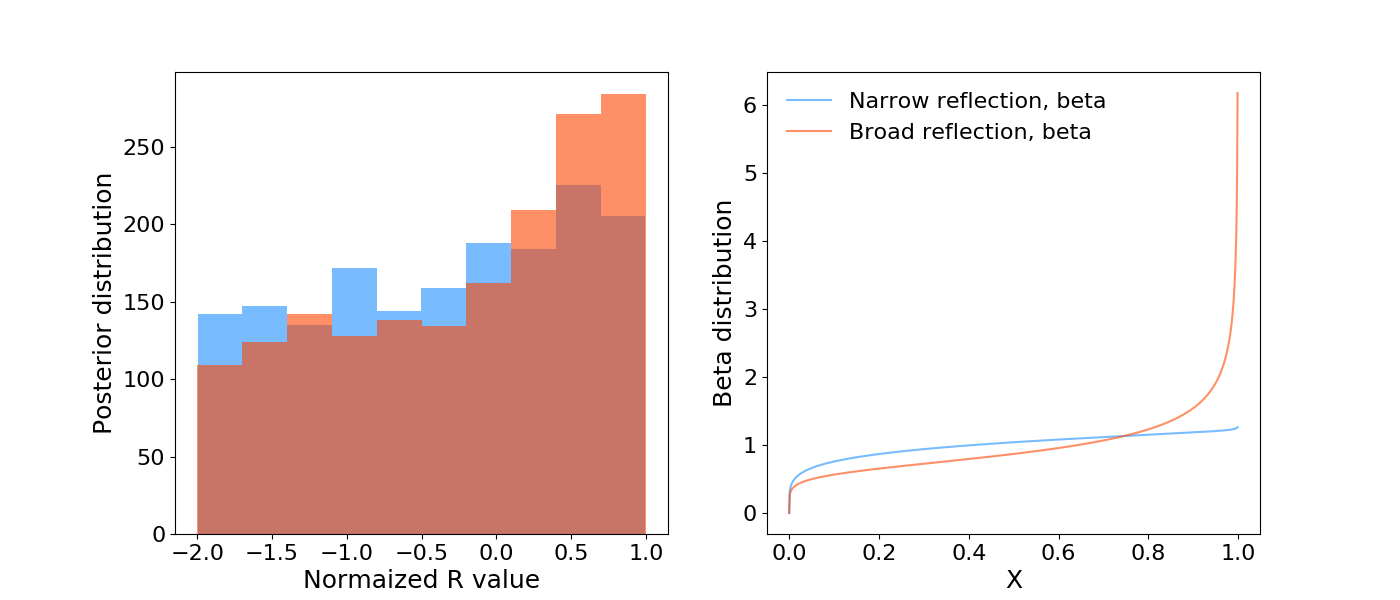 Posterior distribution
250
200
150
100
50
0
−2.0 −1.5 −1.0 −0.5 0.0 0.5 1.0
Normaized R value
Beta distribution
6
5
4
3
2
1
0
Narrow reflection, beta
Broad reflection, beta
0.0 0.2 0.4 0.6 0.8 1.0
X